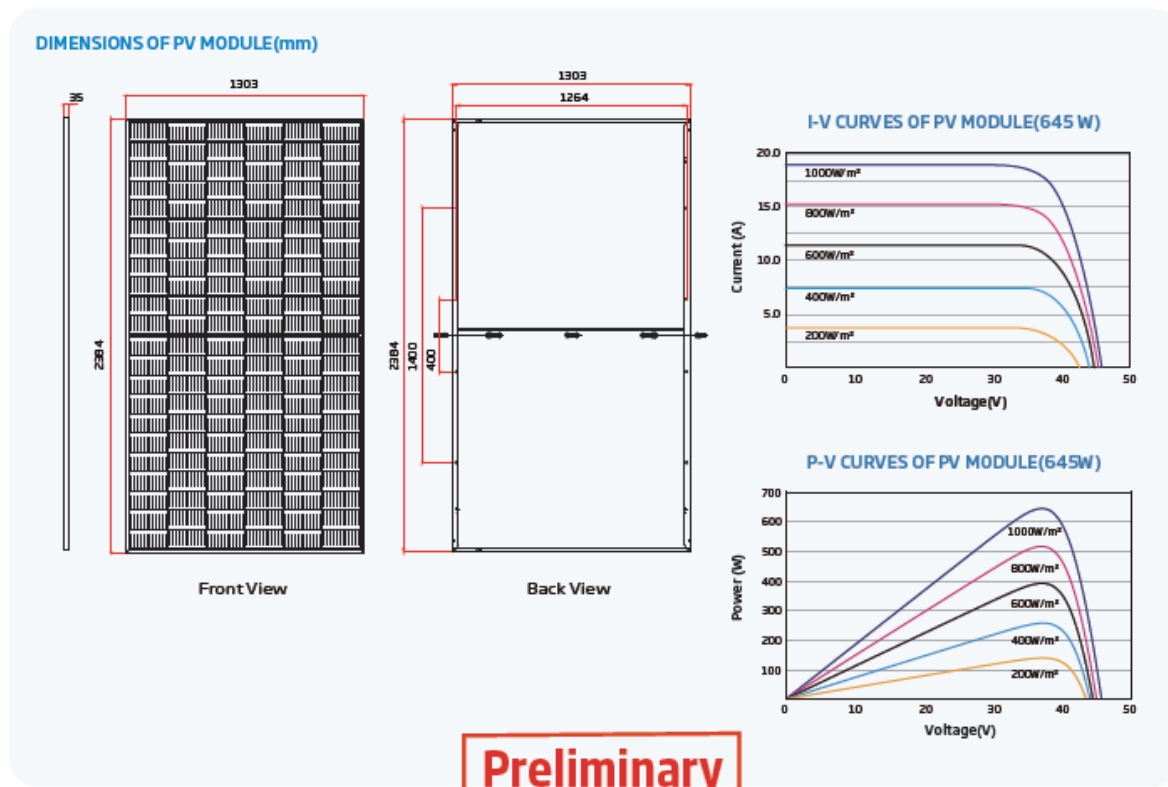 DIMENSIONS OF PV MODULE(mm)
35
1303
2384
Front View
1303
1264
2384
1400
400
Back View
I-V CURVES OF PV MODULE(645 W)
Current (A)
20.0
15.0
10.0
5.0
1000W/m²
800W/m²
600W/m²
400W/m²
200W/m²
0 10 20 30 40 50
Voltage(V)
P-V CURVES OF PV MODULE(645W)
Power (W)
700
600
500
400
300
200
100
1000W/m²
800W/m²
600W/m²
400W/m²
200W/m²
0 10 20 30 40 50
Voltage(V)
Preliminary